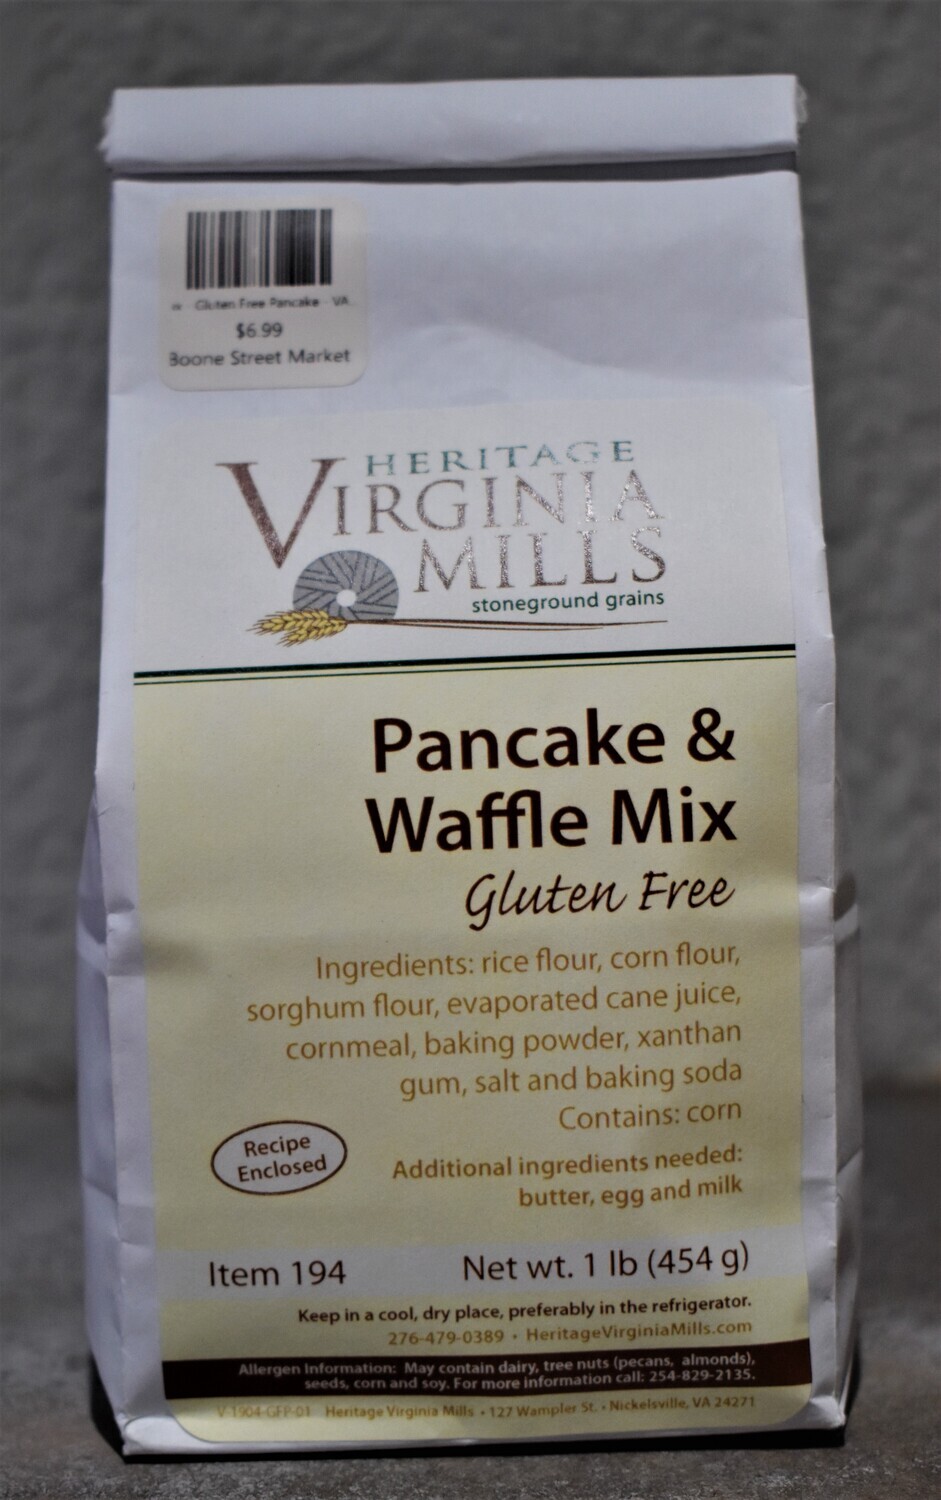 Gluten Free Pancake - VA
$6.99
Boone Street Market
HERITAGE
VIRGINIA
MILLS
stoneground grains
Pancake &
Waffle Mix
Gluten Free
Ingredients: rice flour, corn flour,
sorghum flour, evaporated cane juice,
cornmeal, baking powder, xanthan
gum, salt and baking soda
Contains: corn
Recipe
Enclosed
Additional ingredients needed:
butter, egg and milk
Item 194 Net wt. 1 lb (454 g)
Keep in a cool, dry place, preferably in the refrigerator.
276-479-0389 • HeritageVirginiaMills.com
Allergen Information: May contain dairy, tree nuts (pecans, almonds),
seeds, corn and soy. For more information call: 254-829-2135.
V-1904-GFP-01 Heritage Virginia Mills • 127 Wampler St. • Nickelsville, VA 24271